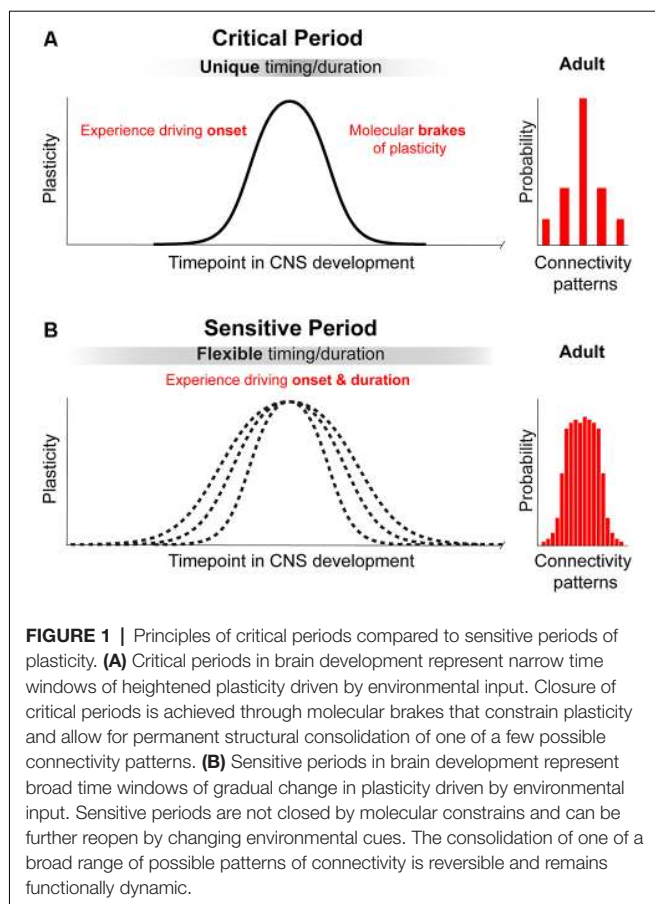 A
Critical Period
Unique timing/duration
Adult
Plasticity
Experience driving onset
Molecular brakes
of plasticity
Timepoint in CNS development
Probability
Connectivity
patterns
B
Sensitive Period
Flexible timing/duration
Adult
Experience driving onset & duration
Plasticity
Timepoint in CNS development
Probability
Connectivity
patterns
FIGURE 1 | Principles of critical periods compared to sensitive periods of
plasticity. (A) Critical periods in brain development represent narrow time
windows of heightened plasticity driven by environmental input. Closure of
critical periods is achieved through molecular brakes that constrain plasticity
and allow for permanent structural consolidation of one of a few possible
connectivity patterns. (B) Sensitive periods in brain development represent
broad time windows of gradual change in plasticity driven by environmental
input. Sensitive periods are not closed by molecular constrains and can be
further reopen by changing environmental cues. The consolidation of one of a
broad range of possible patterns of connectivity is reversible and remains
functionally dynamic.